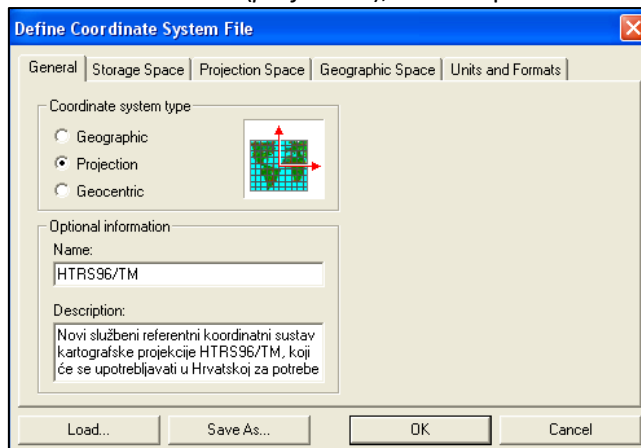 Define Coordinate System File
General Storage Space Projection Space Geographic Space Units and Formats
Coordinate system type
Geographic
Projection
Geocentric
Optional information
Name:
HTRS96/TM
Description:
Novi službeni referentni koordinatni sustav
kartografske projekcije HTRS96/TM, koji
će se upotrebljavati u Hrvatskoj za potrebe
Load... Save As... OK Cancel